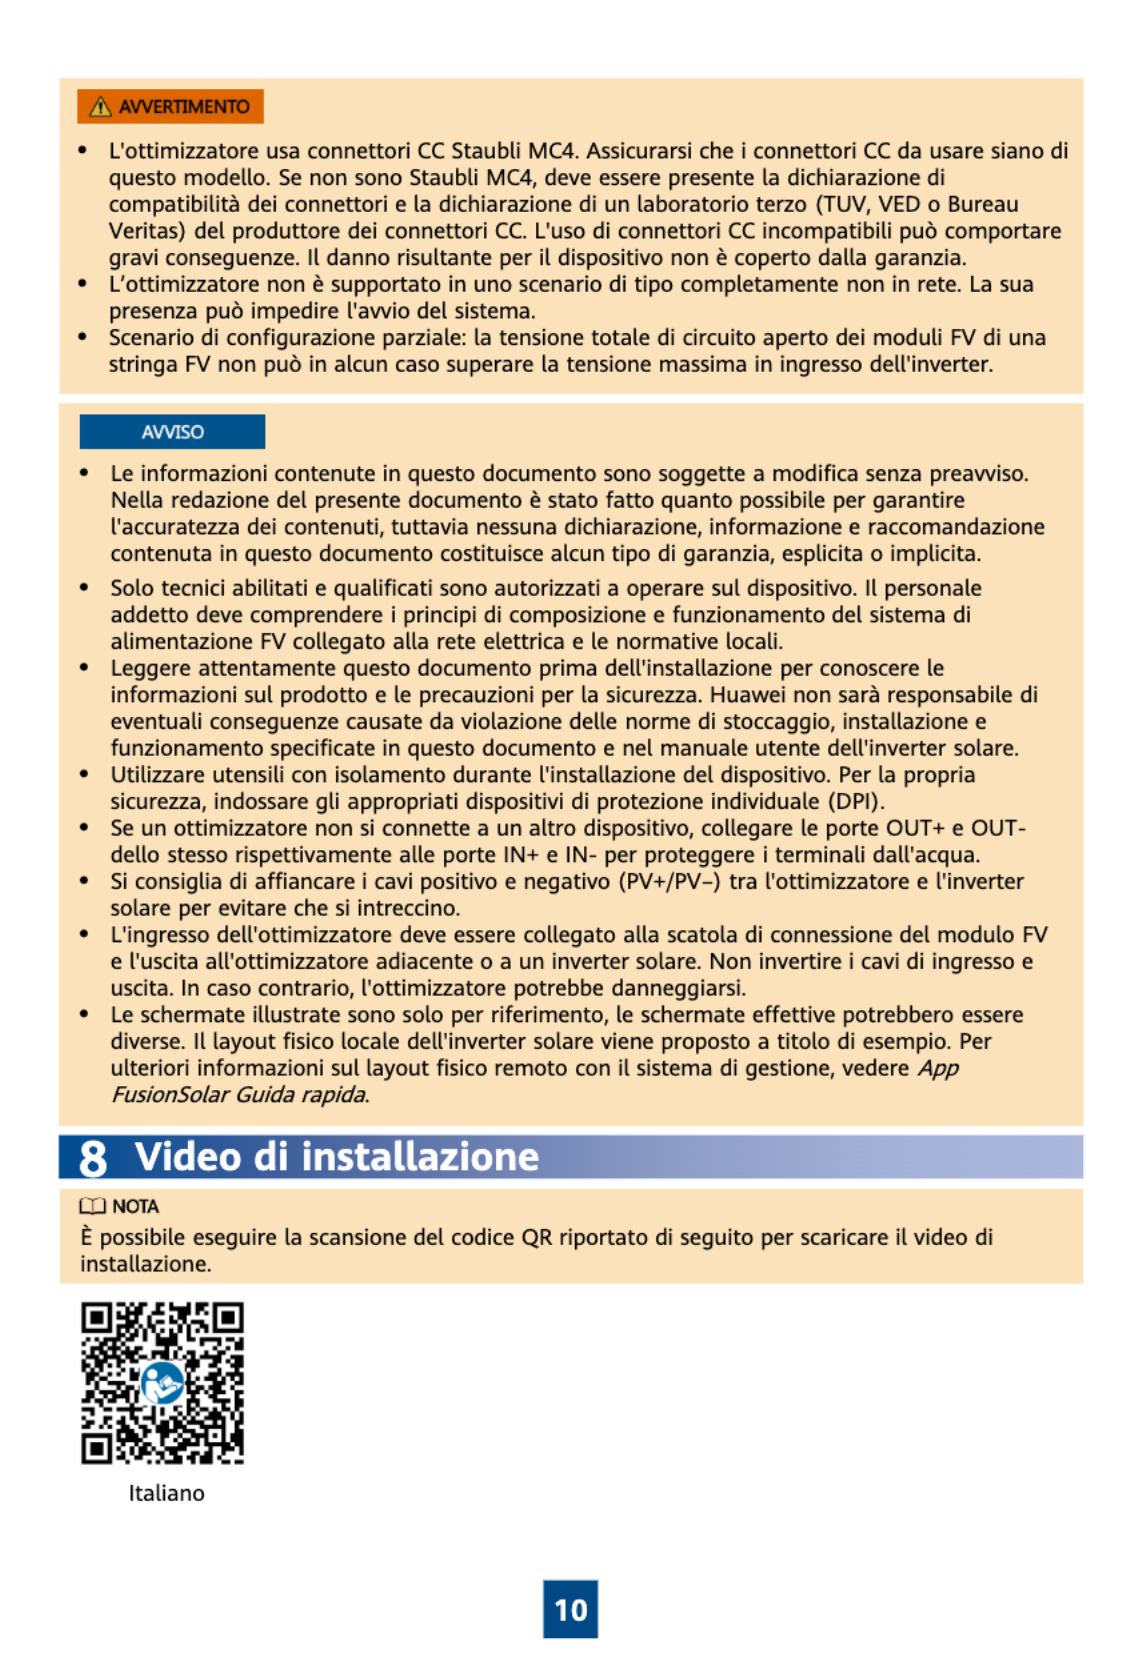 AVVERTIMENTO
• L'ottimizzatore usa connettori CC Staubli MC4. Assicurarsi che i connettori CC da usare siano di
questo modello. Se non sono Staubli MC4, deve essere presente la dichiarazione di
compatibilità dei connettori e la dichiarazione di un laboratorio terzo (TUV, VED o Bureau
Veritas) del produttore dei connettori CC. L'uso di connettori CC incompatibili può comportare
gravi conseguenze. Il danno risultante per il dispositivo non è coperto dalla garanzia.
• L’ottimizzatore non è supportato in uno scenario di tipo completamente non in rete. La sua
presenza può impedire l'avvio del sistema.
• Scenario di configurazione parziale: la tensione totale di circuito aperto dei moduli FV di una
stringa FV non può in alcun caso superare la tensione massima in ingresso dell'inverter.
AVVISO
• Le informazioni contenute in questo documento sono soggette a modifica senza preavviso.
Nella redazione del presente documento è stato fatto quanto possibile per garantire
l'accuratezza dei contenuti, tuttavia nessuna dichiarazione, informazione e raccomandazione
contenuta in questo documento costituisce alcun tipo di garanzia, esplicita o implicita.
• Solo tecnici abilitati e qualificati sono autorizzati a operare sul dispositivo. Il personale
addetto deve comprendere i principi di composizione e funzionamento del sistema di
alimentazione FV collegato alla rete elettrica e le normative locali.
• Leggere attentamente questo documento prima dell'installazione per conoscere le
informazioni sul prodotto e le precauzioni per la sicurezza. Huawei non sarà responsabile di
eventuali conseguenze causate da violazione delle norme di stoccaggio, installazione e
funzionamento specificate in questo documento e nel manuale utente dell'inverter solare.
• Utilizzare utensili con isolamento durante l'installazione del dispositivo. Per la propria
sicurezza, indossare gli appropriati dispositivi di protezione individuale (DPI).
• Se un ottimizzatore non si connette a un altro dispositivo, collegare le porte OUT+ e OUT-
dello stesso rispettivamente alle porte IN+ e IN- per proteggere i terminali dall'acqua.
• Si consiglia di affiancare i cavi positivo e negativo (PV+/PV–) tra l'ottimizzatore e l'inverter
solare per evitare che si intreccino.
• L'ingresso dell'ottimizzatore deve essere collegato alla scatola di connessione del modulo FV
e l'uscita all'ottimizzatore adiacente o a un inverter solare. Non invertire i cavi di ingresso e
uscita. In caso contrario, l'ottimizzatore potrebbe danneggiarsi.
• Le schermate illustrate sono solo per riferimento, le schermate effettive potrebbero essere
diverse. Il layout fisico locale dell'inverter solare viene proposto a titolo di esempio. Per
ulteriori informazioni sul layout fisico remoto con il sistema di gestione, vedere App
FusionSolar Guida rapida.
8 Video di installazione
NOTA
È possibile eseguire la scansione del codice QR riportato di seguito per scaricare il video di
installazione.
Italiano
10